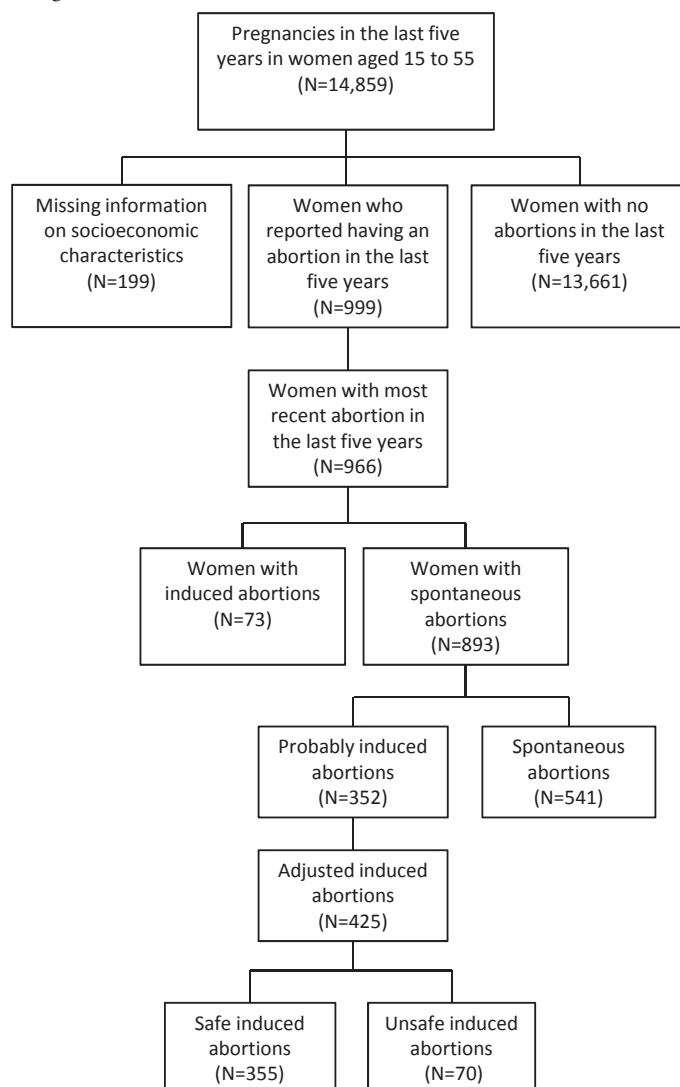 Pregnancies in the last five
years in women aged 15 to 55
(N=14,859)
Missing information
on socioeconomic
characteristics
(N=199)
Women who
reported having an
abortion in the last
five years
(N=999)
Women with no
abortions in the last
five years
(N=13,661)
Women with most
recent abortion in
the last five years
(N=966)
Women with
induced abortions
(N=73)
Women with
spontaneous
abortions
(N=893)
Probably induced
abortions
(N=352)
Spontaneous
abortions
(N=541)
Adjusted induced
abortions
(N=425)
Safe induced
abortions
(N=355)
Unsafe induced
abortions
(N=70)